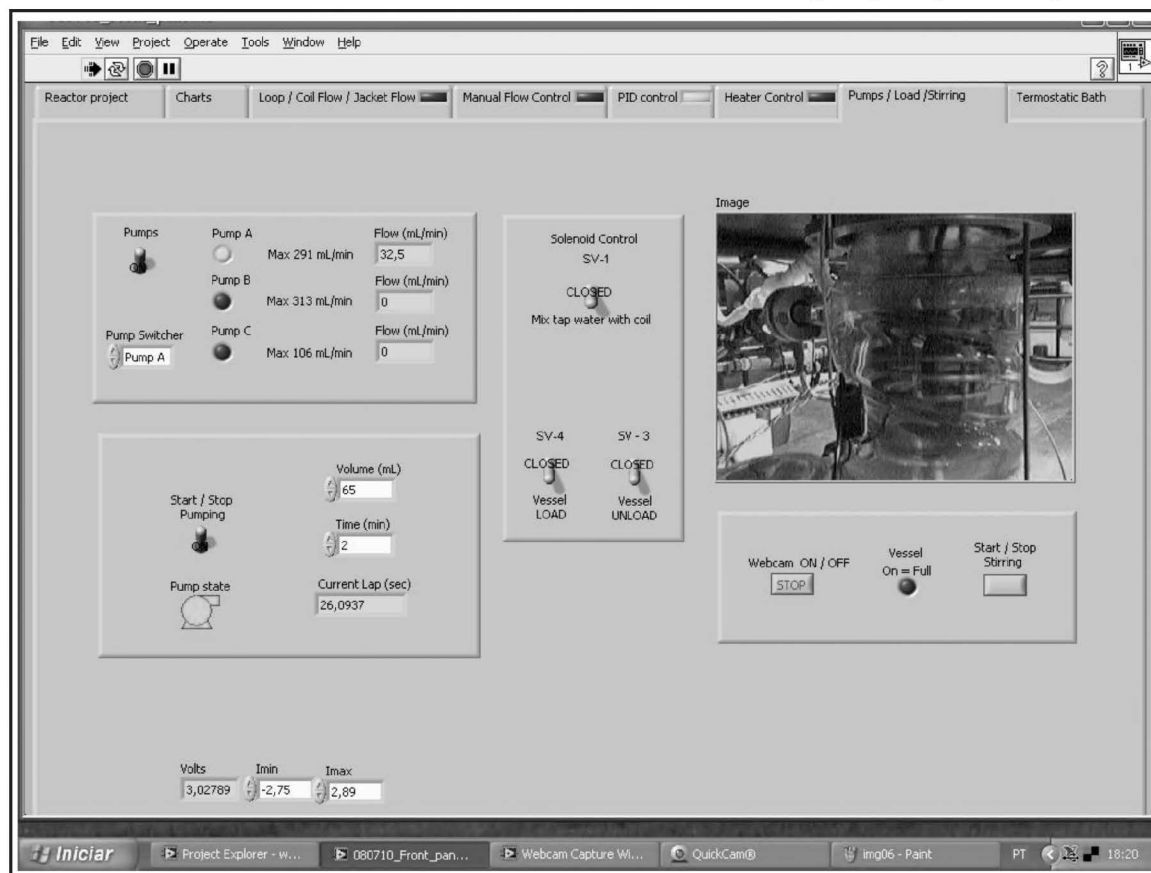 File Edit View Project Operate Tools Window Help
?
1
Reactor project Charts Loop / Coil Flow / Jacket Flow Manual Flow Control PID control Heater Control Pumps / Load /Stirring Termostatic Bath
Pumps
Pump A
Max 291 mL/min
Flow (mL/min)
32,5
Pump B
Max 313 mL/min
Flow (mL/min)
0
Pump Switcher
Pump A
Pump C
Max 106 mL/min
Flow (mL/min)
0
Start / Stop
Pumping
Volume (mL)
65
Time (min)
2
Pump state
Current Lap (sec)
26,0937
Solenoid Control
SV-1
CLOSED
Mix tap water with coil
SV-4
CLOSED
Vessel
LOAD
SV - 3
CLOSED
Vessel
UNLOAD
Image
Webcam ON / OFF
STOP
Vessel
On = Full
Start / Stop
Stirring
Volts
3,02789
Imin
-2,75
Imax
2,89
Iniciar Project Explorer - w... 080710_Front_pan... Webcam Capture Wi... QuickCam® img06 - Paint PT 18:20